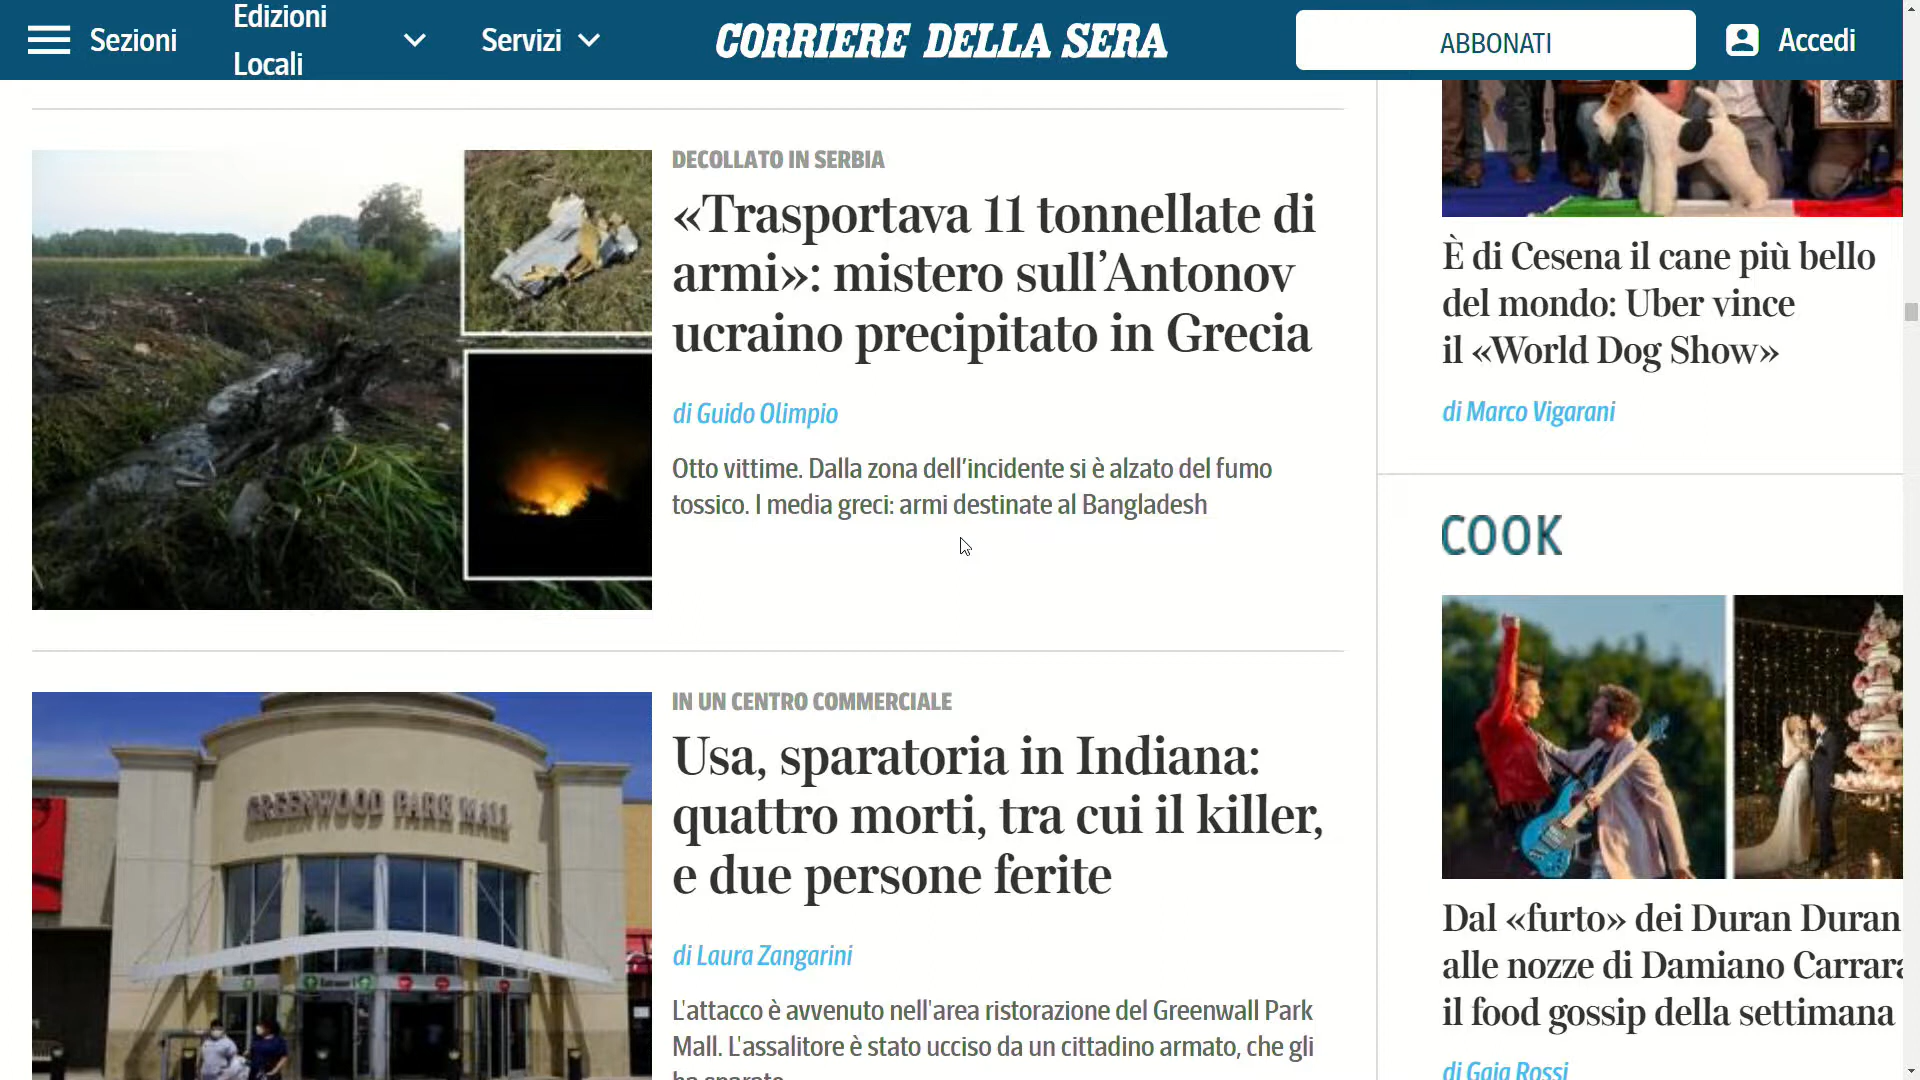 Sezioni
Edizioni
Locali
Servizi
CORRIERE DELLA SERA
ABBONATI
Accedi
DECOLLATO IN SERBIA
«Trasportava 11 tonnellate di
armi»: mistero sull’Antonov
ucraino precipitato in Grecia
di Guido Olimpio
Otto vittime. Dalla zona dell’incidente si è alzato del fumo
tossico. I media greci: armi destinate al Bangladesh
GREENWOOD PARK MALL
IN UN CENTRO COMMERCIALE
Usa, sparatoria in Indiana:
quattro morti, tra cui il killer,
e due persone ferite
di Laura Zangarini
L'attacco è avvenuto nell'area ristorazione del Greenwall Park
Mall. L'assalitore è stato ucciso da un cittadino armato, che gli
ha sparato
È di Cesena il cane più bello
del mondo: Uber vince
il «World Dog Show»
di Marco Vigarani
COOK
Dal «furto» dei Duran Duran
alle nozze di Damiano Carrara
il food gossip della settimana
di Gaia Rossi